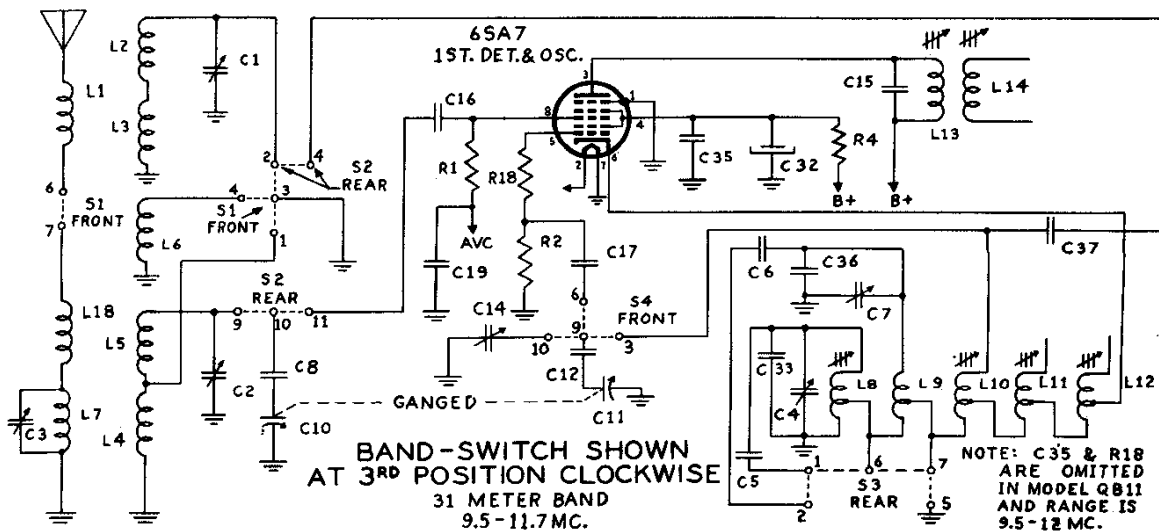 6SA7
1ST. DET. & OSC.
L2
C1
L1
L3
C16
3
8
5
1
4
2
7
6
C15
L13
L14
C35
C32
R4
B+
B+
6
7
S1
FRONT
2
4
S2
REAR
4
3
S1
FRONT
1
L6
R1
R18
AVC
R2
C19
C17
C37
L18
L5
S2
REAR
9
10
11
C14
6
S4
FRONT
9
10
3
C12
C6
C36
C7
C2
C8
C33
C4
L8
L9
L10
L11
L12
C3
L7
L4
C10
GANGED
C11
C5
1
6
7
S3
REAR
2
5
BAND-SWITCH SHOWN
AT 3RD POSITION CLOCKWISE
31 METER BAND
9.5-11.7 MC.
NOTE: C35 & R18
ARE OMITTED
IN MODEL QB11
AND RANGE IS
9.5-12 MC.